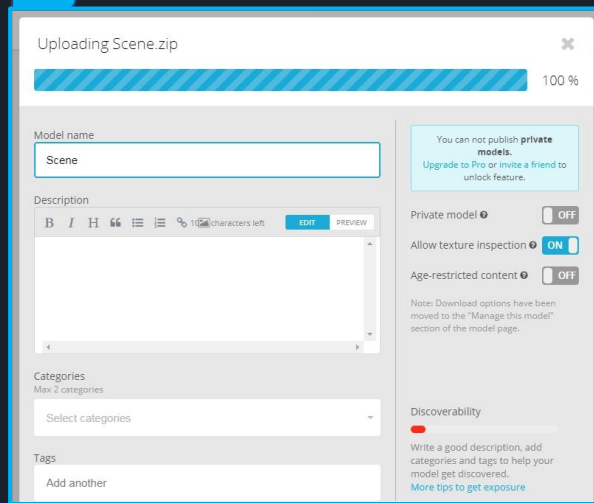 Uploading Scene.zip
100 %
Model name
Scene
Description
characters left
EDIT
PREVIEW
Categories
Max 2 categories
Select categories
Tags
Add another
You can not publish private
models.
Upgrade to Pro or invite a friend to
unlock feature.
Private model
OFF
Allow texture inspection
ON
Age-restricted content
OFF
Note: Download options have been
moved to the "Manage this model"
section of the model page.
Discoverability
Write a good description, add
categories and tags to help your
model get discovered.
More tips to get exposure